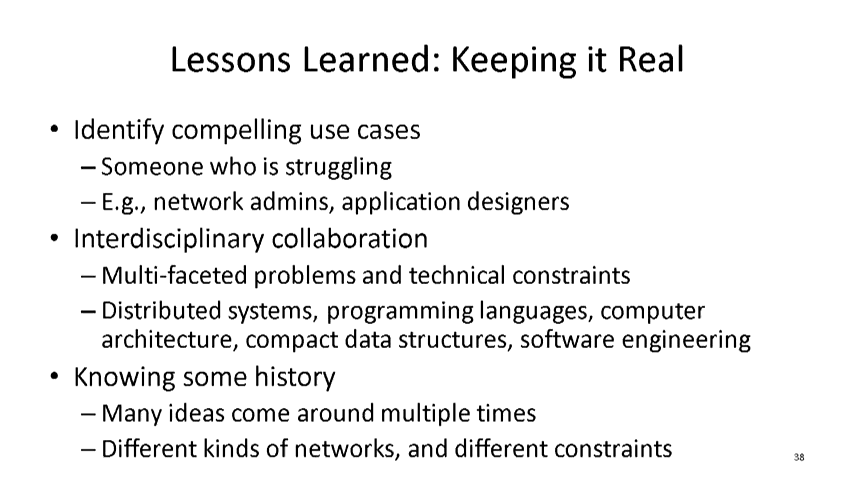 Lessons Learned: Keeping it Real
• Identify compelling use cases
– Someone who is struggling
– E.g., network admins, application designers
• Interdisciplinary collaboration
– Multi-faceted problems and technical constraints
– Distributed systems, programming languages, computer
architecture, compact data structures, software engineering
• Knowing some history
– Many ideas come around multiple times
– Different kinds of networks, and different constraints
38